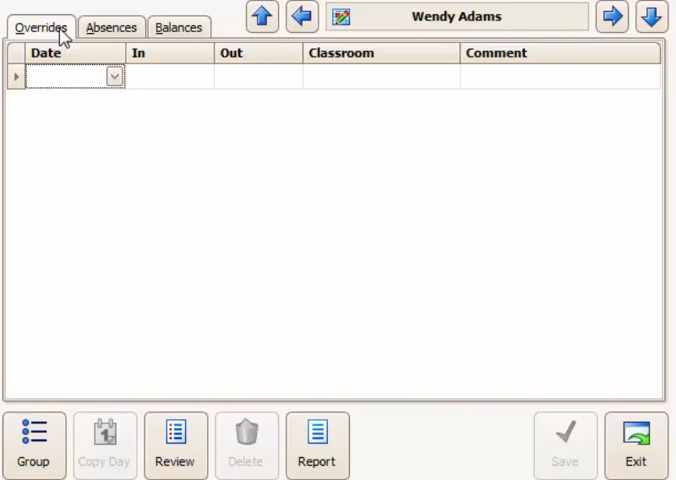 Overrides Absences Balances Wendy Adams
Date In Out Classroom Comment
Group Copy Day Review Delete Report Save Exit